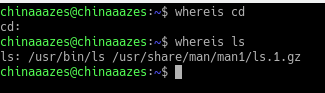 chinaaazes@chinaaazes:~$ whereis cd
cd:
chinaaazes@chinaaazes:~$ whereis ls
ls: /usr/bin/ls /usr/share/man/man1/ls.1.gz
chinaaazes@chinaaazes:~$